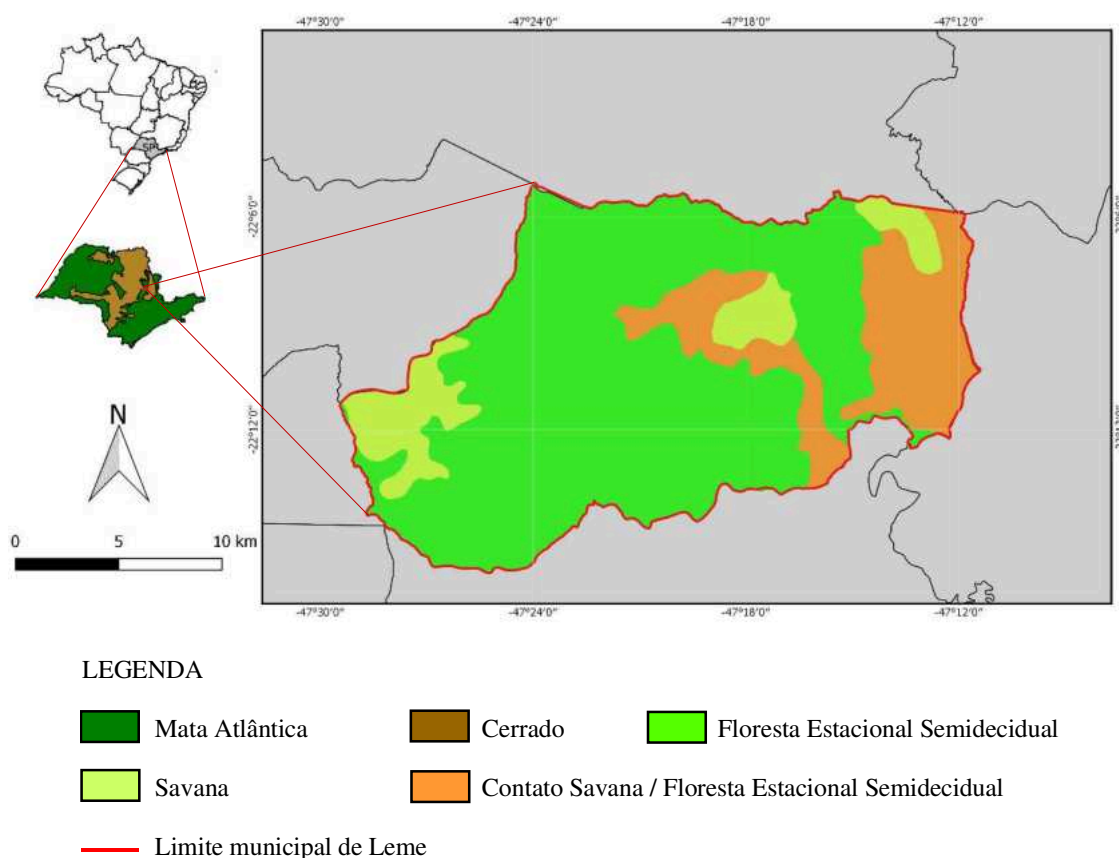 -47°30'0" -47°24'0" -47°18'0" -47°12'0"
SP
-22°6'0"
-22°12'0"
N
0 5 10 km
-47°30'0" -47°24'0" -47°18'0" -47°12'0"
LEGENDA
Mata Atlântica Cerrado Floresta Estacional Semidecidual
Savana Contato Savana / Floresta Estacional Semidecidual
Limite municipal de Leme